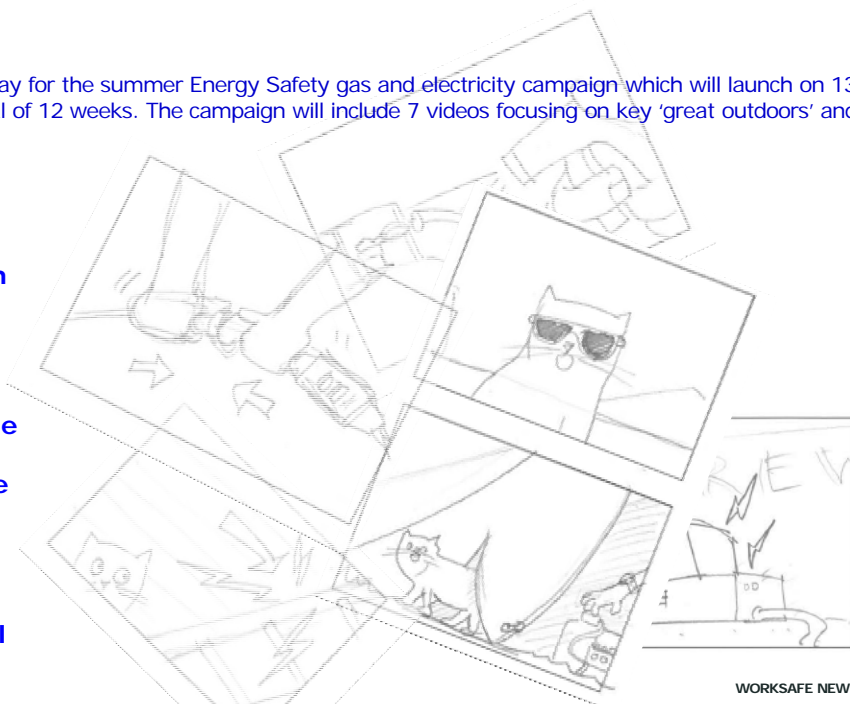 ay for the summer Energy Safety gas and electricity campaign which will launch on 13
l of 12 weeks. The campaign will include 7 videos focusing on key ‘great outdoors’ and
n
e
e
l
REV
WORKSAFE NEW